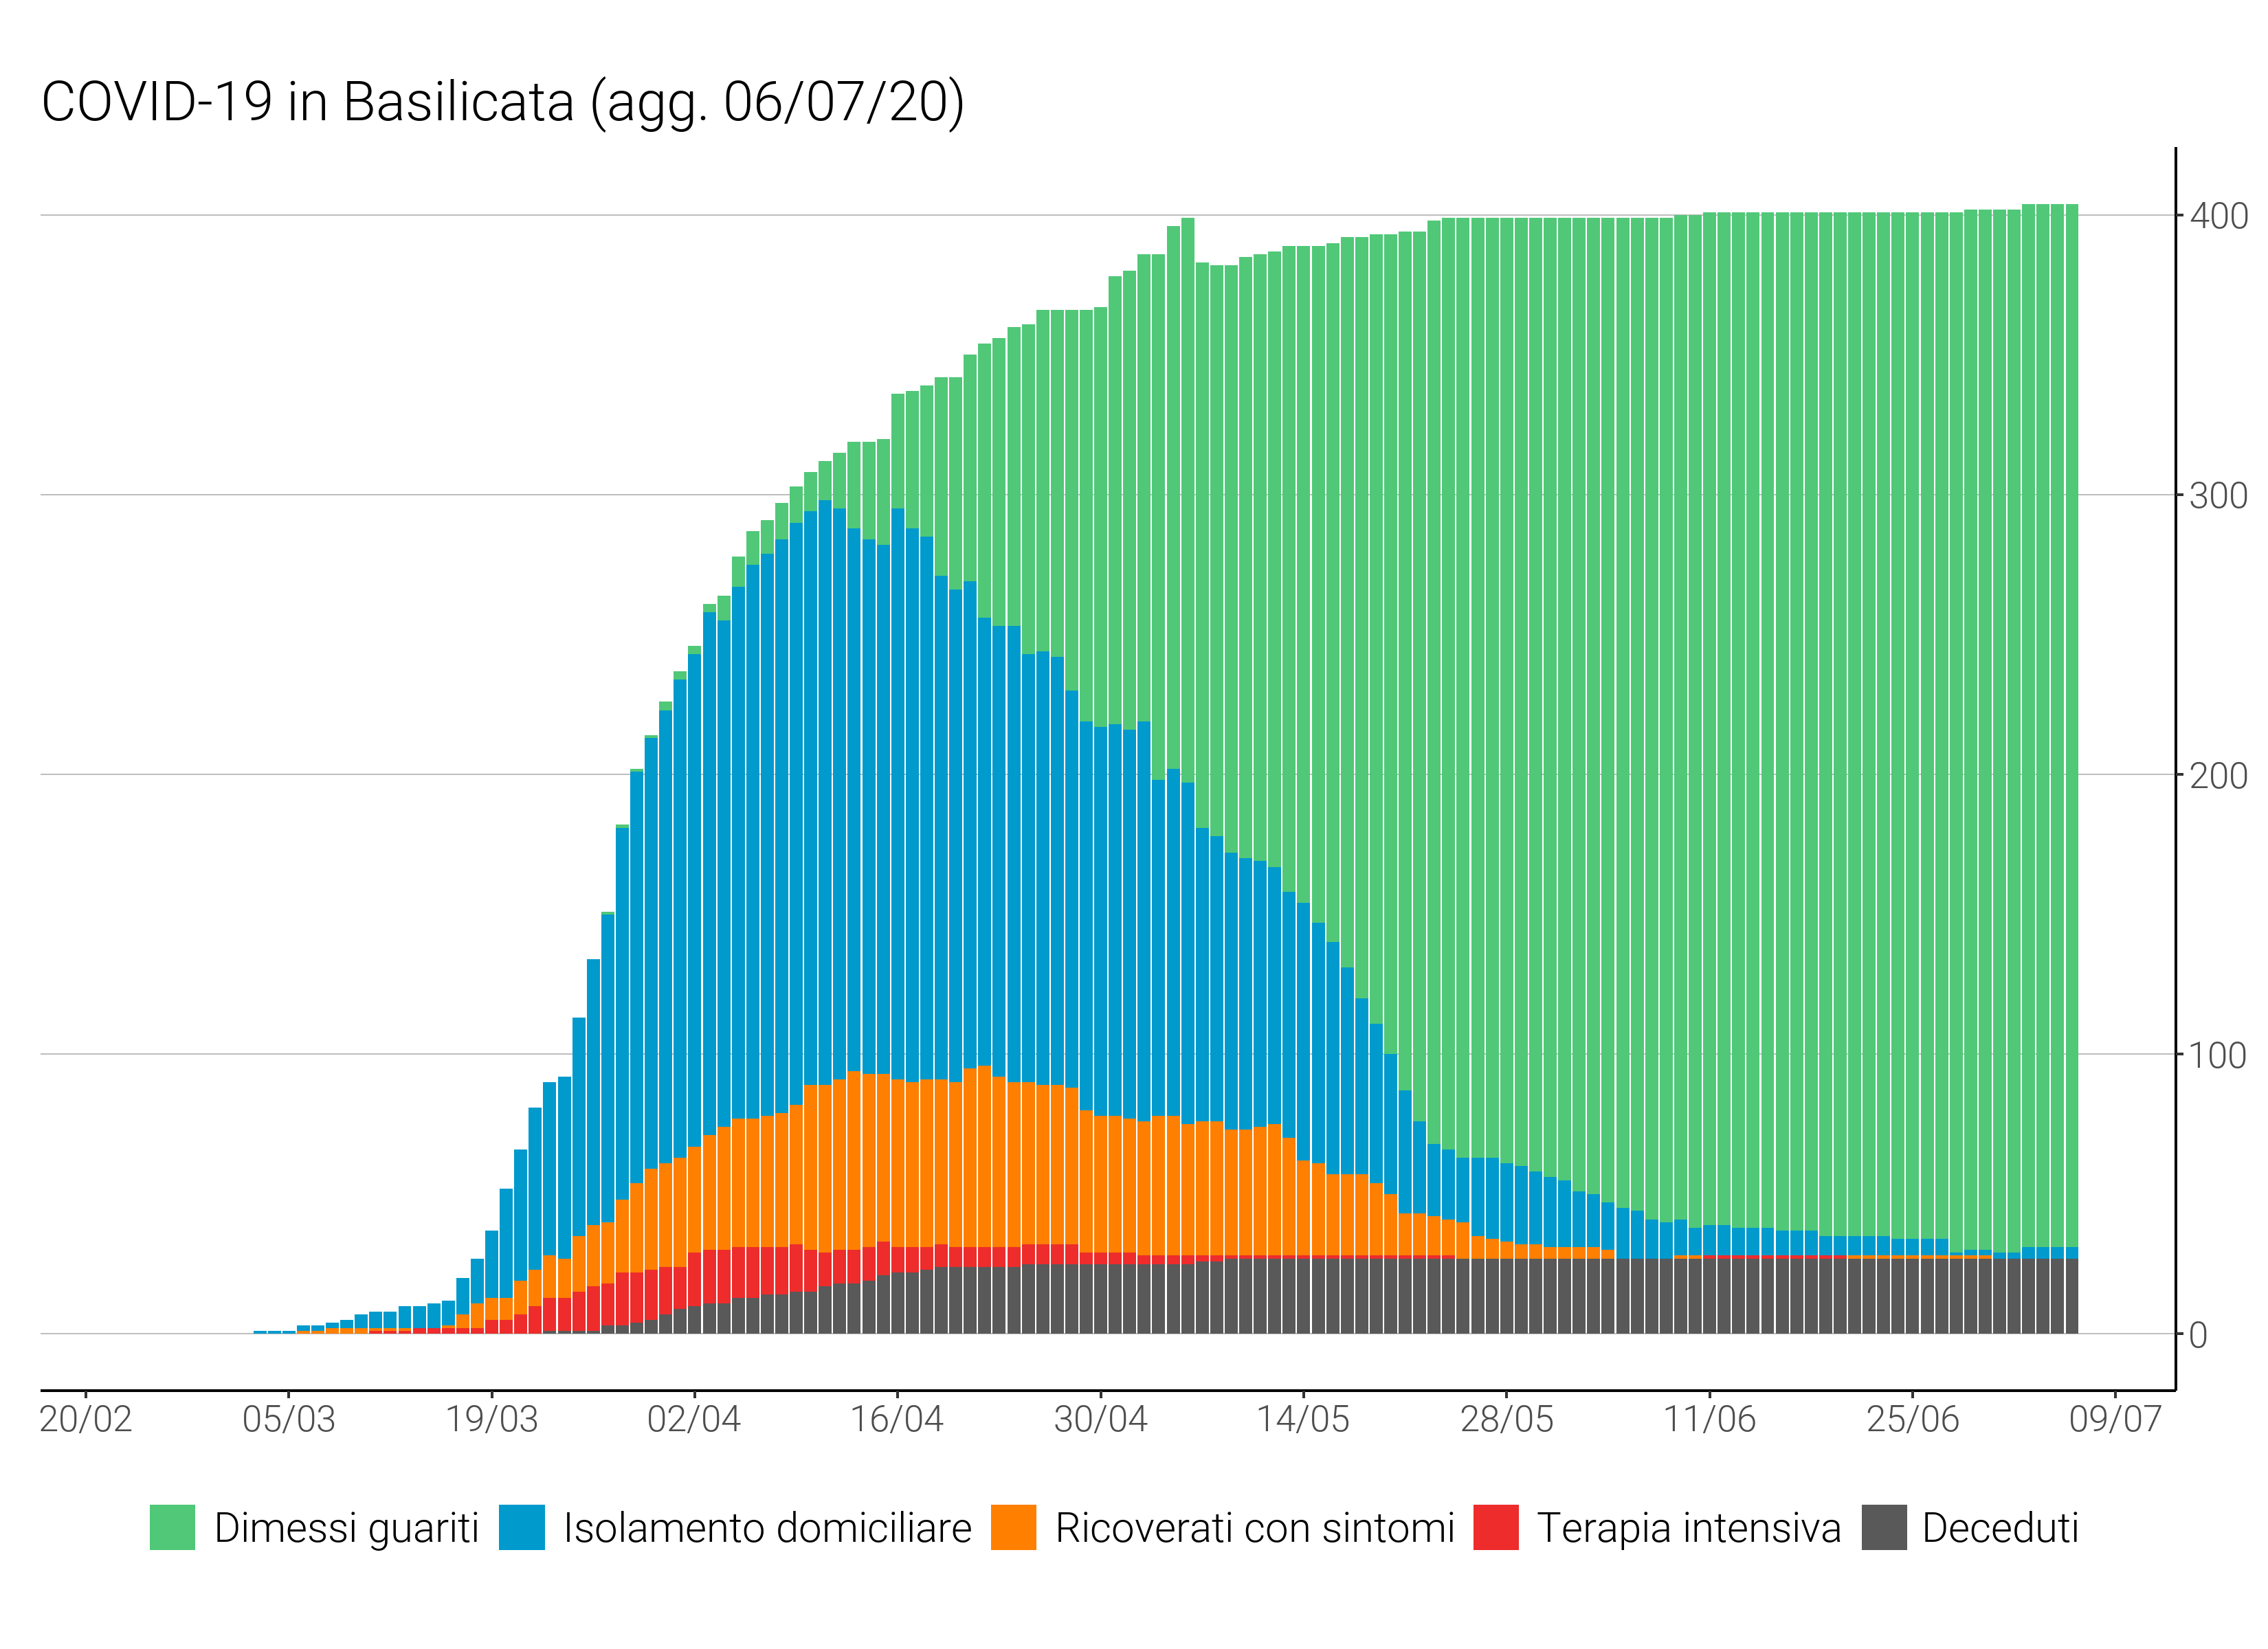 COVID-19 in Basilicata (agg. 06/07/20)
400
300
200
100
0
20/02 05/03 19/03 02/04 16/04 30/04 14/05 28/05 11/06 25/06 09/07
Dimessi guariti Isolamento domiciliare Ricoverati con sintomi Terapia intensiva Deceduti